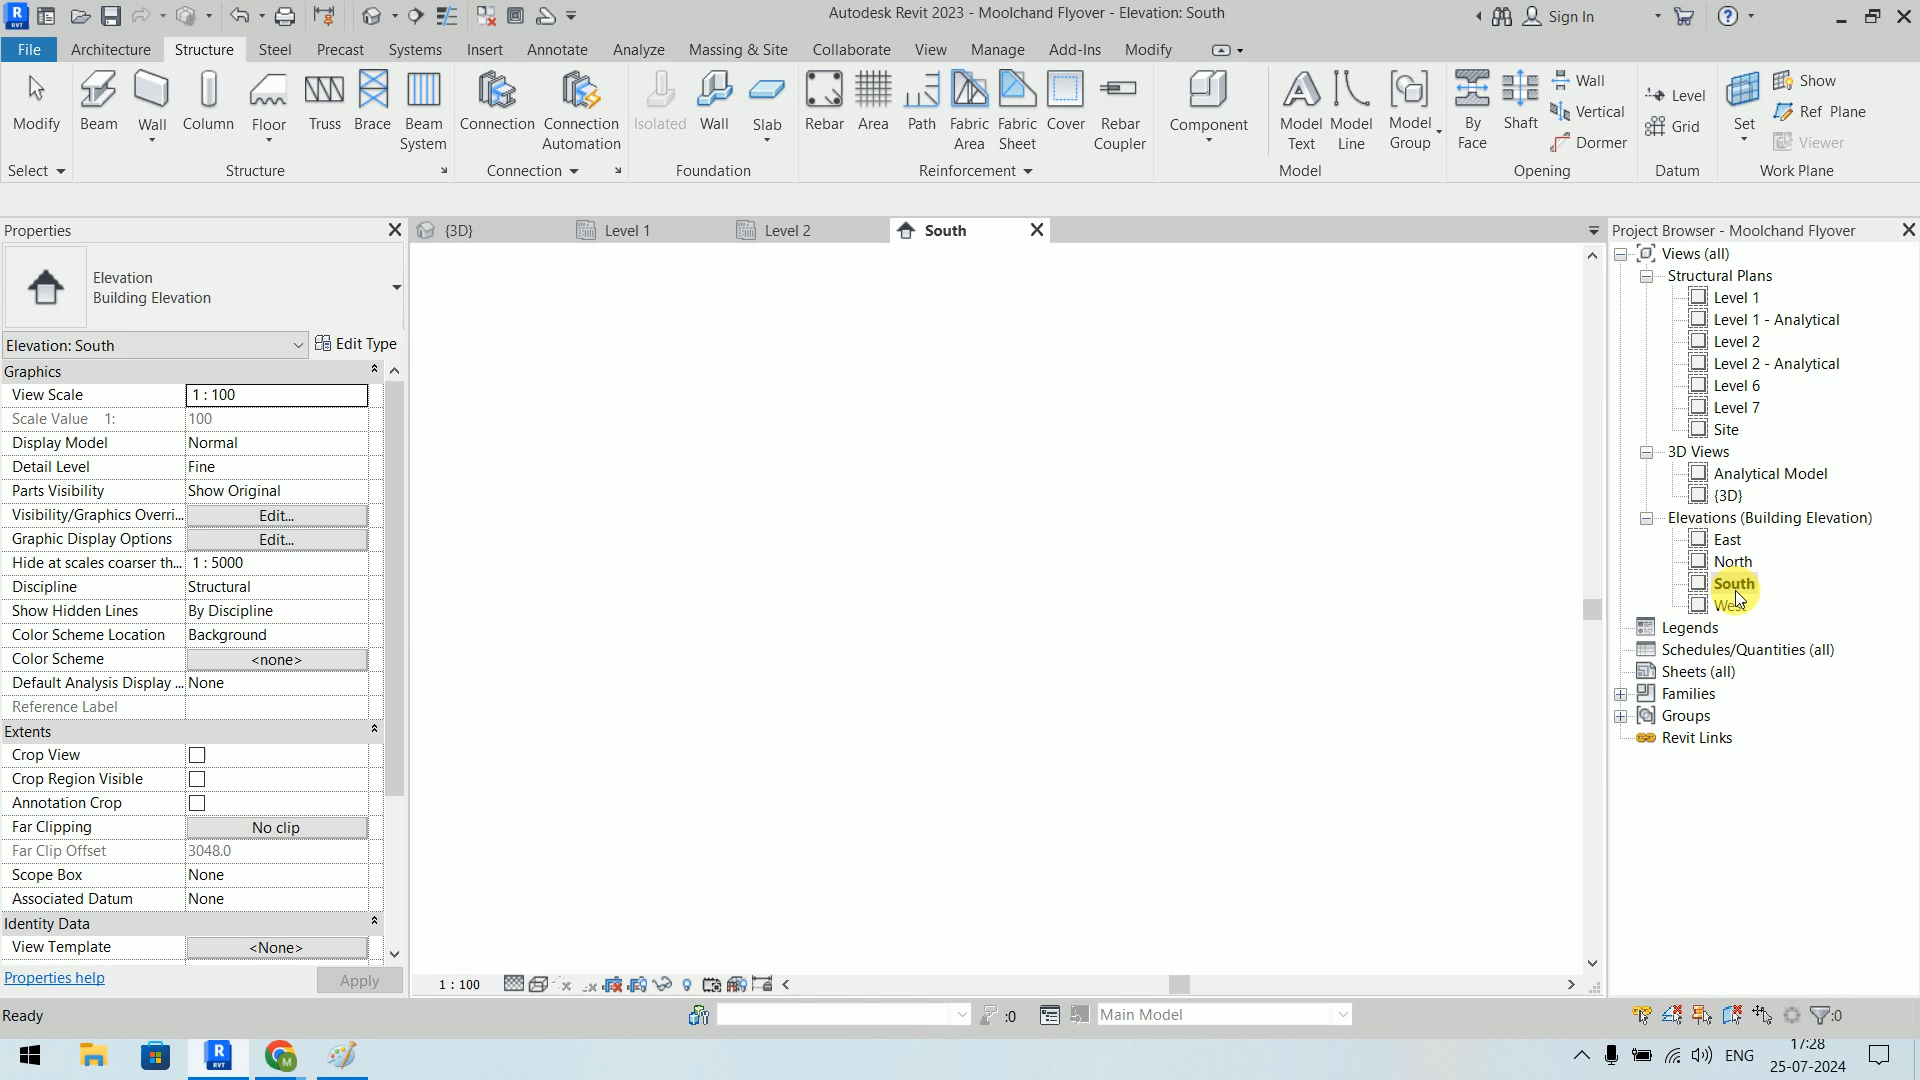 Autodesk Revit 2023 - Moolchand Flyover - Elevation: South
Sign In
File Architecture Structure Steel Precast Systems Insert Annotate Analyze Massing & Site Collaborate View Manage Add-Ins Modify
Modify Beam Wall Column Floor Truss Brace Beam System Connection Connection Automation Isolated Wall Slab Rebar Area Path Fabric Area Fabric Sheet Cover Rebar Coupler Component Model Text Model Line Model Group By Face Shaft Wall Vertical Dormer Level Grid Set Show Ref Plane Viewer
Select Structure Connection Foundation Reinforcement Model Opening Datum Work Plane
Properties
{3D} Level 1 Level 2 South
Project Browser - Moolchand Flyover
Elevation
Building Elevation
Elevation: South Edit Type
Graphics
View Scale 1 : 100
Scale Value 1: 100
Display Model Normal
Detail Level Fine
Parts Visibility Show Original
Visibility/Graphics Overri... Edit...
Graphic Display Options Edit...
Hide at scales coarser th... 1 : 5000
Discipline Structural
Show Hidden Lines By Discipline
Color Scheme Location Background
Color Scheme <none>
Default Analysis Display ... None
Reference Label
Extents
Crop View
Crop Region Visible
Annotation Crop
Far Clipping No clip
Far Clip Offset 3048.0
Scope Box None
Associated Datum None
Identity Data
View Template <None>
Properties help Apply
Views (all)
Structural Plans
Level 1
Level 1 - Analytical
Level 2
Level 2 - Analytical
Level 6
Level 7
Site
3D Views
Analytical Model
{3D}
Elevations (Building Elevation)
East
North
South
West
Legends
Schedules/Quantities (all)
Sheets (all)
Families
Groups
Revit Links
1 : 100
Ready
:0
Main Model
:0
ENG
17:28
25-07-2024